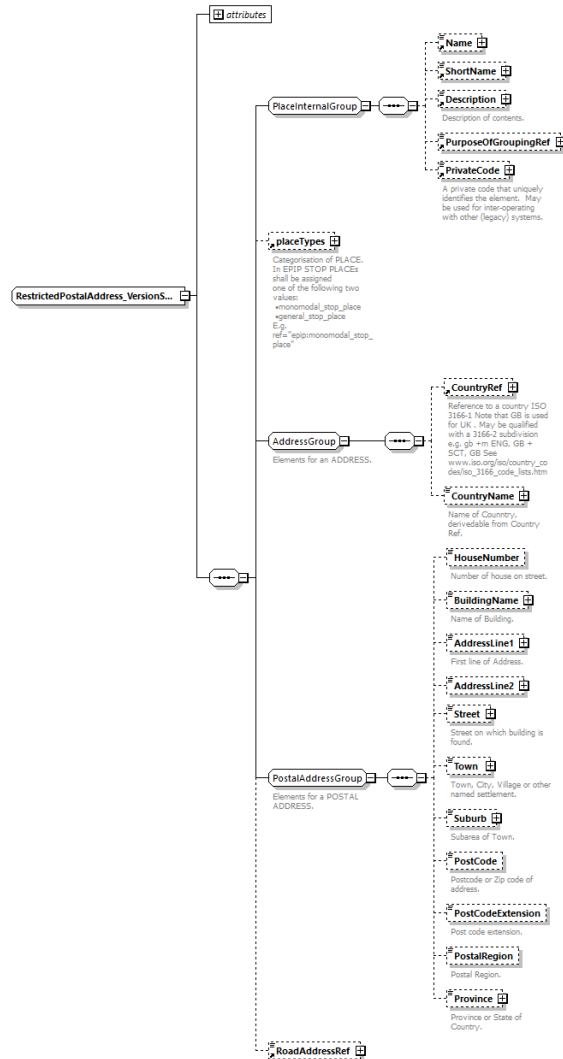 attributes
Name
ShortName
PlaceInternalGroup
Description
Description of contents.
PurposeOfGroupingRef
PrivateCode
A private code that uniquely
identifies the element. May
be used for inter-operating
with other (legacy) systems.
placeTypes
Categorisation of PLACE.
In EPIP STOP PLACEs
shall be assigned
one of the following two
values:
•monomodal_stop_place
•general_stop_place
E.g.
ref="epip:monomodal_stop_
place"
RestrictedPostalAddress_VersionS...
CountryRef
Reference to a country ISO
3166-1 Note that GB is used
for UK . May be qualified
with a 3166-2 subdivision
e.g. gb +m ENG, GB +
SCT, GB See
www.iso.org/iso/country_co
des/iso_3166_code_lists.htm
AddressGroup
Elements for an ADDRESS.
CountryName
Name of Counntry,
derivedable from Country
Ref.
HouseNumber
Number of house on street.
BuildingName
Name of Building.
AddressLine1
First line of Address.
AddressLine2
Street
Street on which building is
found.
Town
Town, City, Village or other
named settlement.
PostalAddressGroup
Elements for a POSTAL
ADDRESS.
Suburb
Subarea of Town.
PostCode
Postcode or Zip code of
address.
PostCodeExtension
Post code extension.
PostalRegion
Postal Region.
Province
Province or State of
Country.
RoadAddressRef